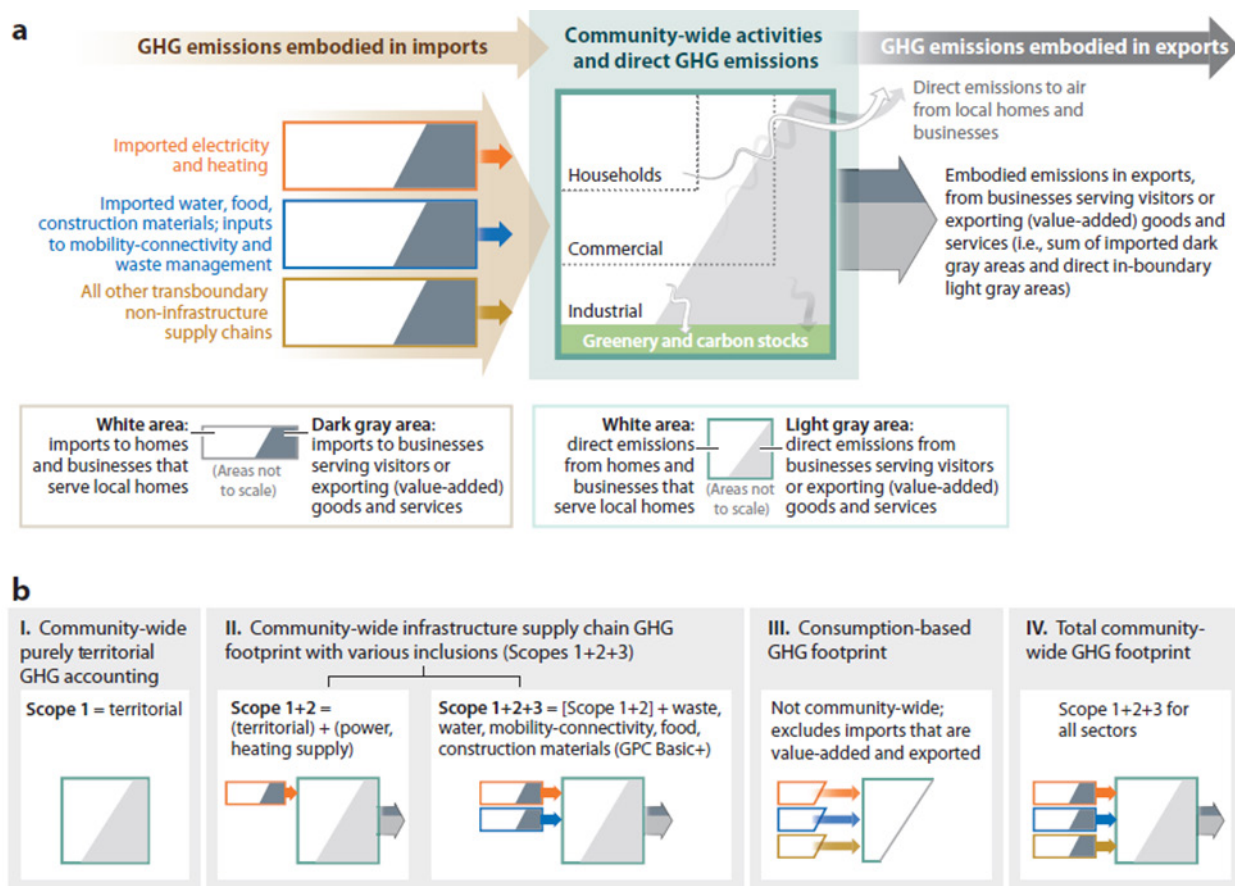 a
GHG emissions embodied in imports
Community-wide activities
and direct GHG emissions
GHG emissions embodied in exports
Imported electricity
and heating
Imported water, food,
construction materials; inputs
to mobility-connectivity and
waste management
All other transboundary
non-infrastructure
supply chains
Households
Commercial
Industrial
Greenery and carbon stocks
Direct emissions to air
from local homes and
businesses
Embodied emissions in exports,
from businesses serving visitors or
exporting (value-added) goods and
services (i.e., sum of imported dark
gray areas and direct in-boundary
light gray areas)
White area:
imports to homes
and businesses that
serve local homes
(Areas not
to scale)
Dark gray area:
imports to businesses
serving visitors or
exporting (value-added)
goods and services
White area:
direct emissions
from homes and
businesses that
serve local homes
(Areas not
to scale)
Light gray area:
direct emissions from
businesses serving visitors
or exporting (value-added)
goods and services
b
I. Community-wide
purely territorial
GHG accounting
Scope 1 = territorial
II. Community-wide infrastructure supply chain GHG
footprint with various inclusions (Scopes 1+2+3)
Scope 1+2 =
(territorial) + (power,
heating supply)
Scope 1+2+3 = [Scope 1+2] + waste,
water, mobility-connectivity, food,
construction materials (GPC Basic+)
III. Consumption-based
GHG footprint
Not community-wide;
excludes imports that are
value-added and exported
IV. Total community-
wide GHG footprint
Scope 1+2+3 for
all sectors